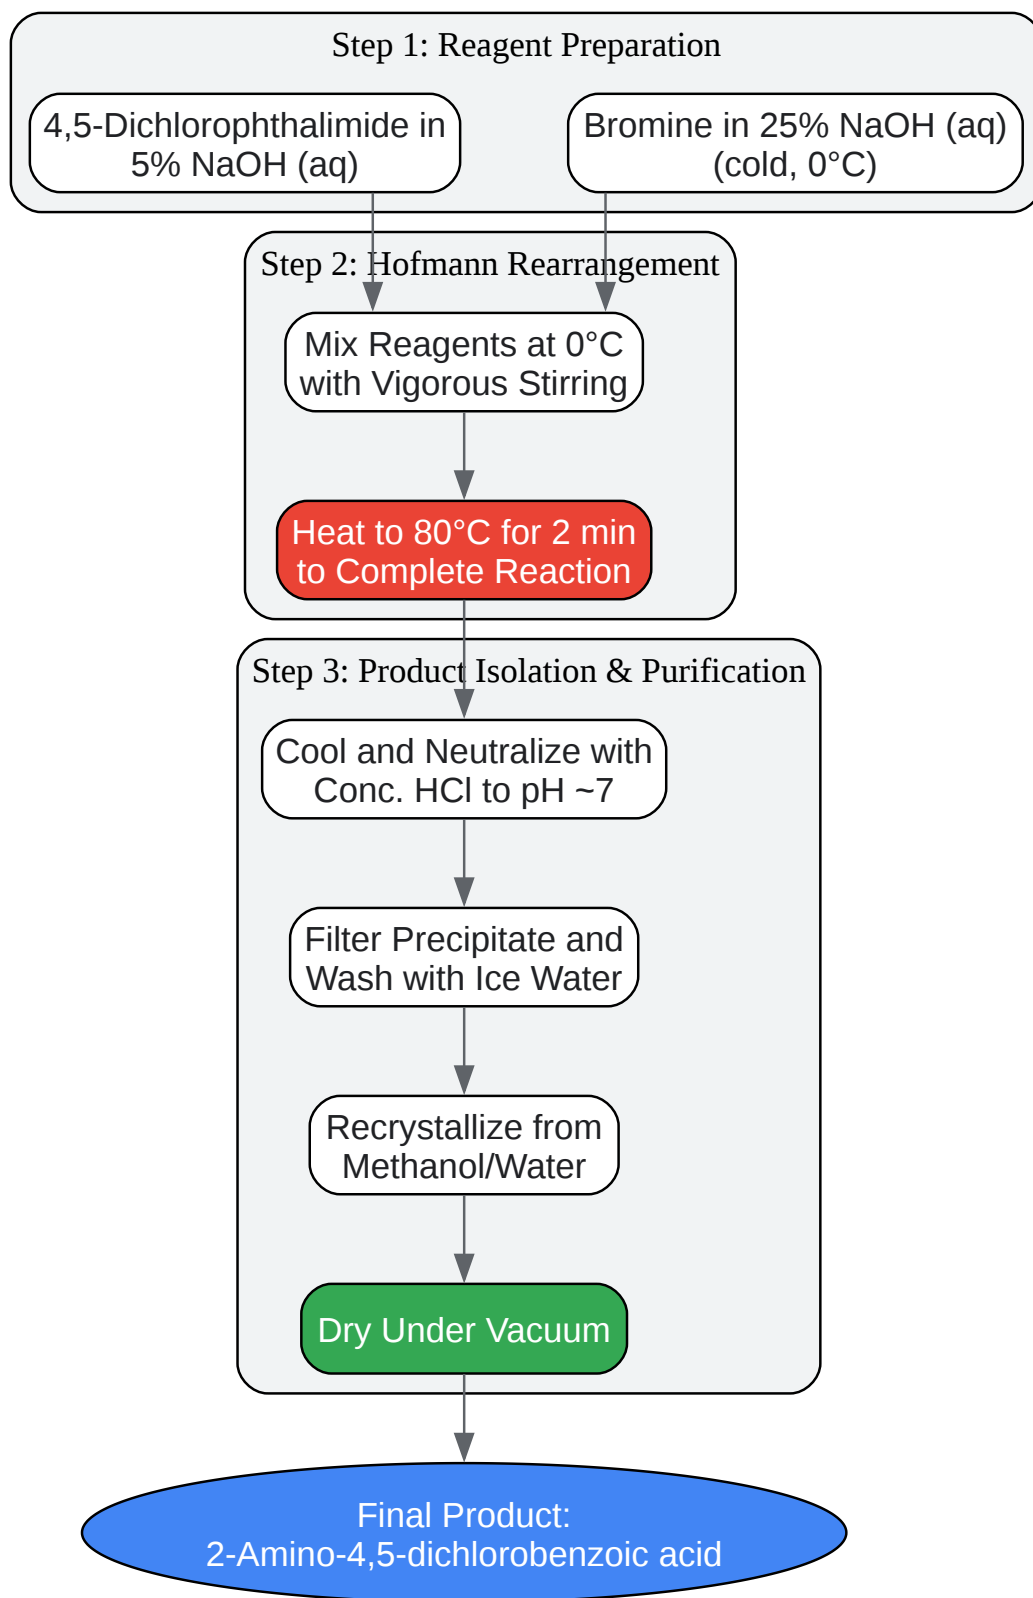 Step 1: Reagent Preparation
4,5-Dichlorophthalimide in
5% NaOH (aq)
Bromine in 25% NaOH (aq)
(cold, 0°C)
Step 2: Hofmann Rearrangement
Mix Reagents at 0°C
with Vigorous Stirring
Heat to 80°C for 2 min
to Complete Reaction
Step 3: Product Isolation & Purification
Cool and Neutralize with
Conc. HCl to pH ~7
Filter Precipitate and
Wash with Ice Water
Recrystallize from
Methanol/Water
Dry Under Vacuum
Final Product:
2-Amino-4,5-dichlorobenzoic acid